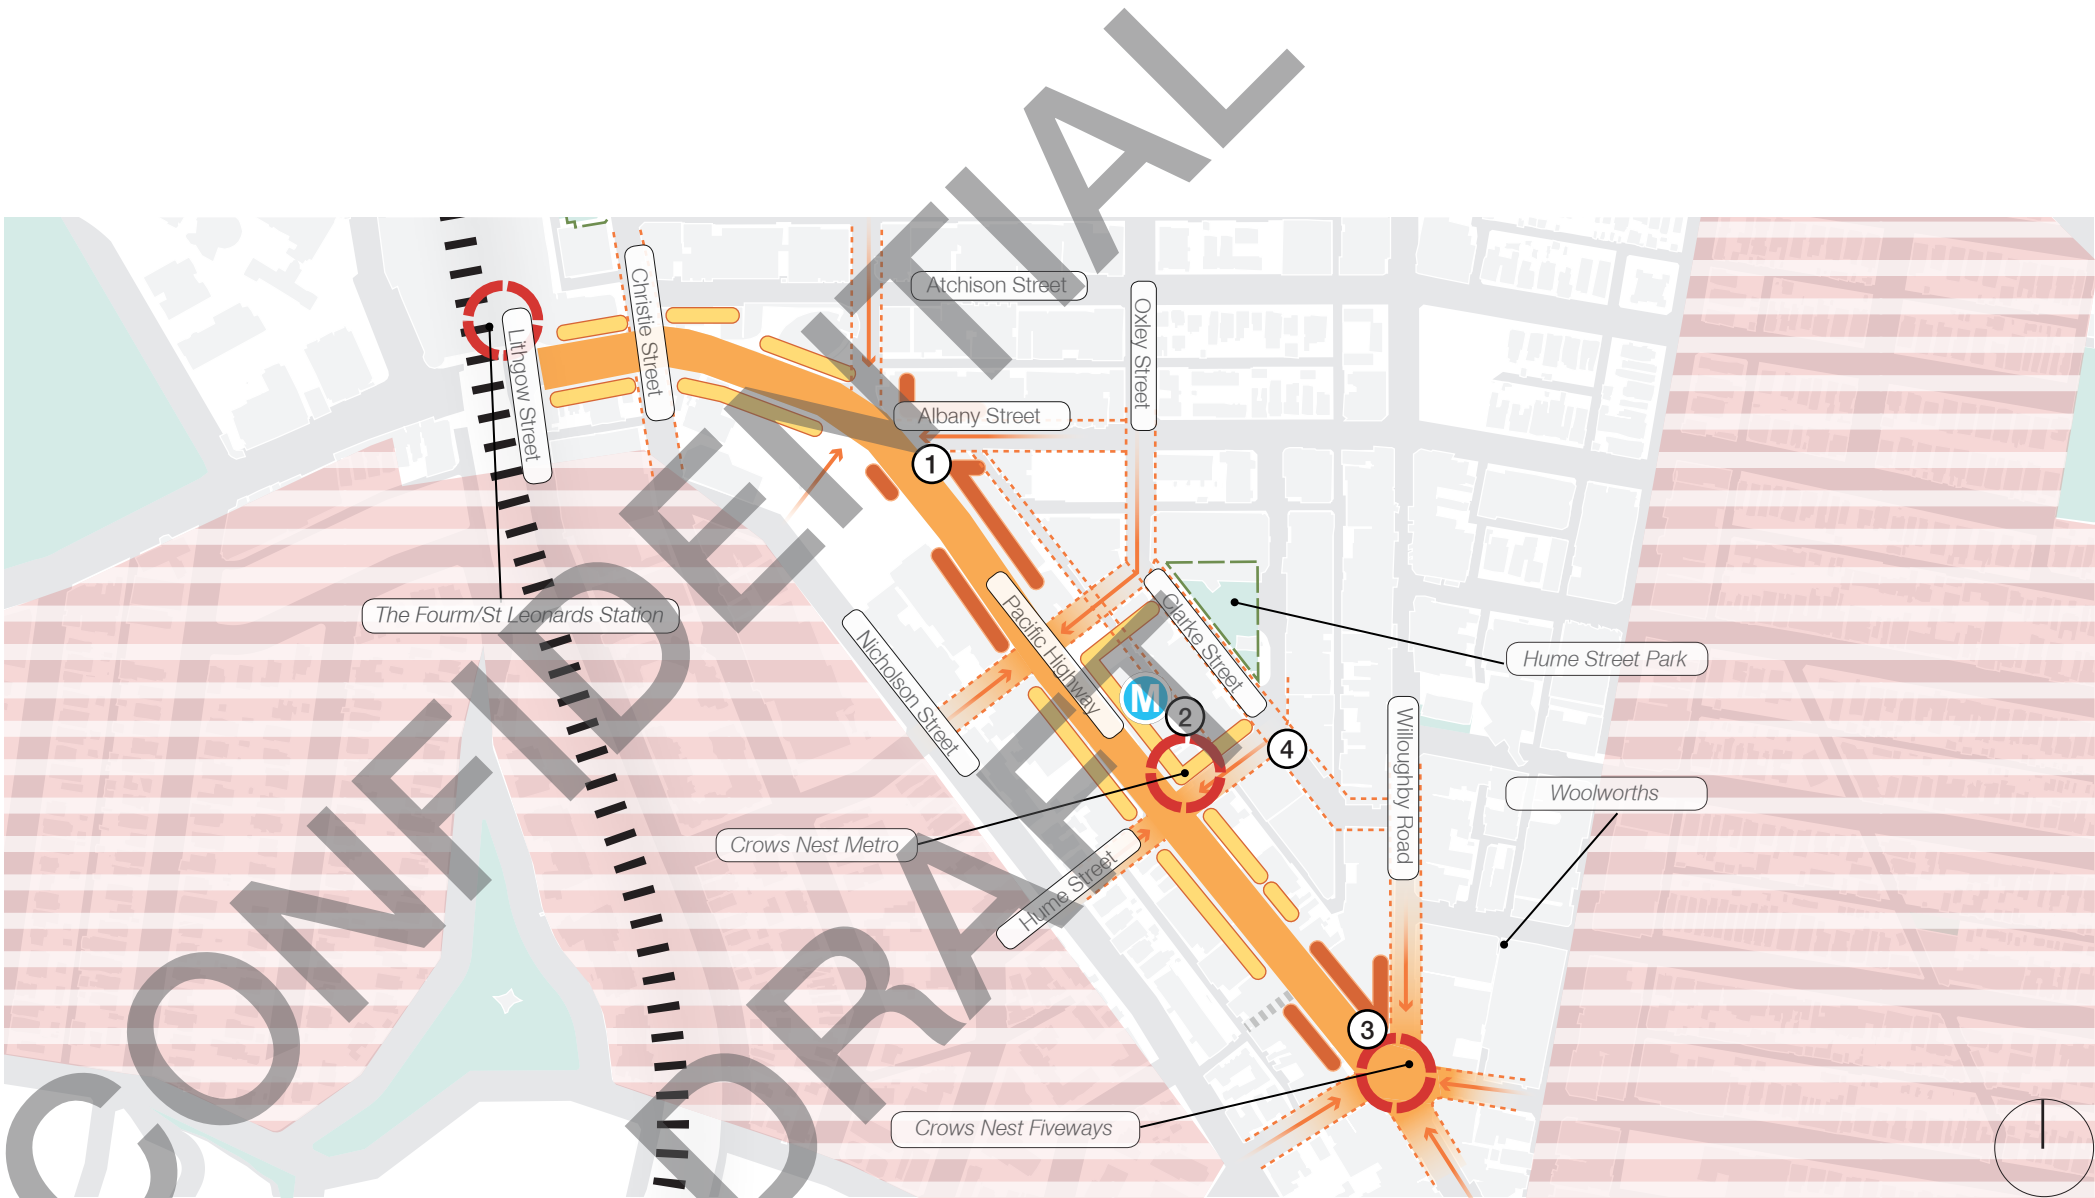 CONFIDENTIAL
DRAFT
Atchison Street
Christie Street
Oxley Street
Lithgow Street
Albany Street
1
The Fourm/St Leonards Station
Pacific Highway
Clarke Street
Nicholson Street
Hume Street Park
M
2
4
Willoughby Road
Woolworths
Crows Nest Metro
Hume Street
3
Crows Nest Fiveways